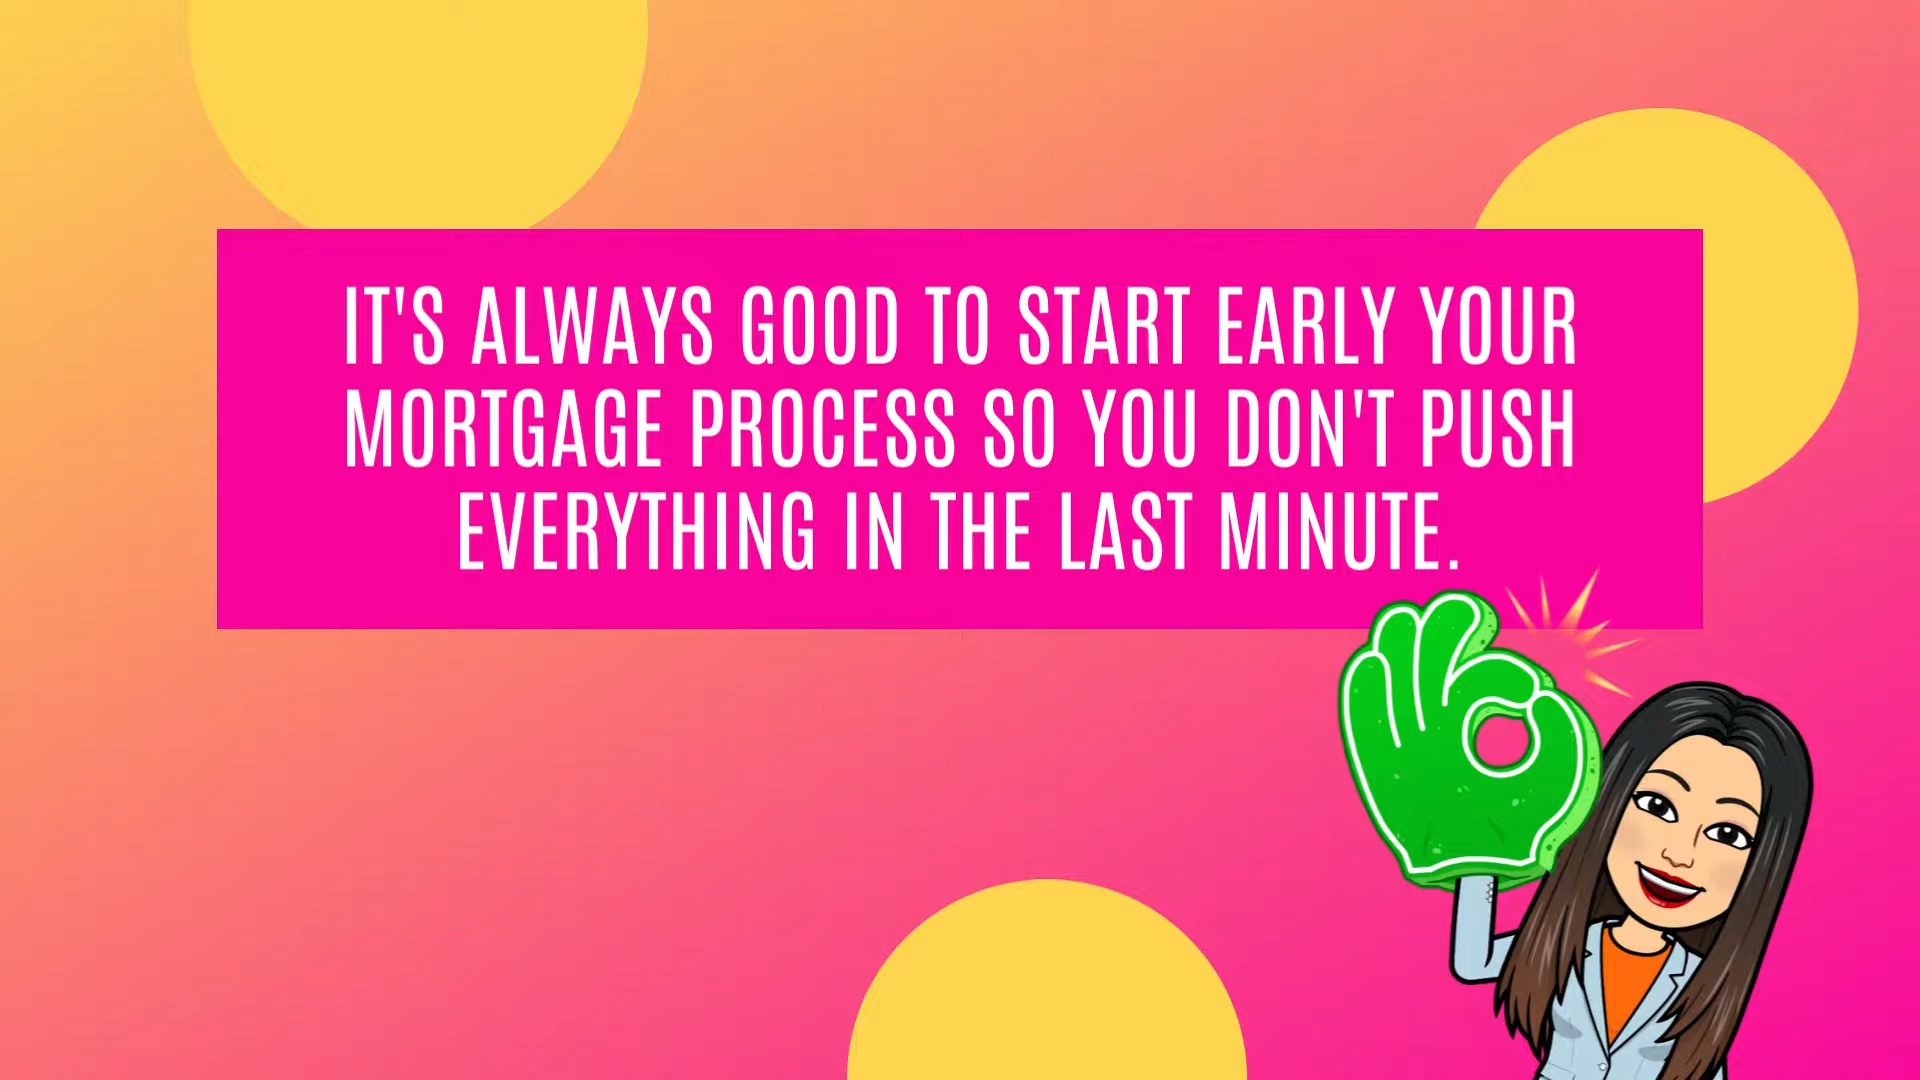 IT'S ALWAYS GOOD TO START EARLY YOUR
MORTGAGE PROCESS SO YOU DON'T PUSH
EVERYTHING IN THE LAST MINUTE.